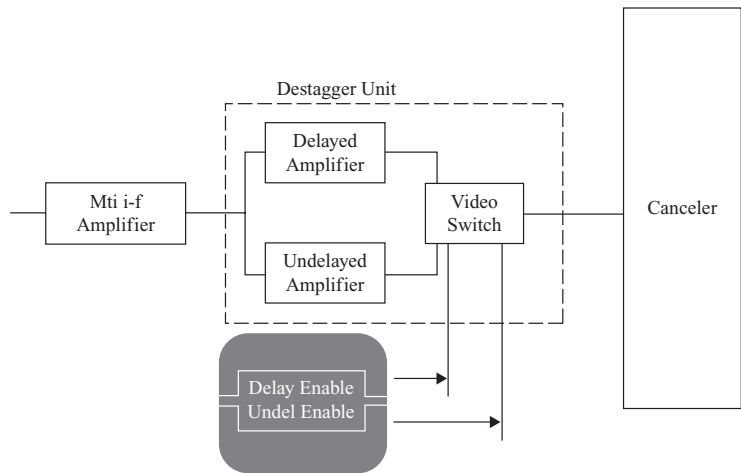 Destagger Unit
Delayed
Amplifier
Mti i-f
Amplifier
Video
Switch
Canceler
Undelayed
Amplifier
Delay Enable
Undel Enable